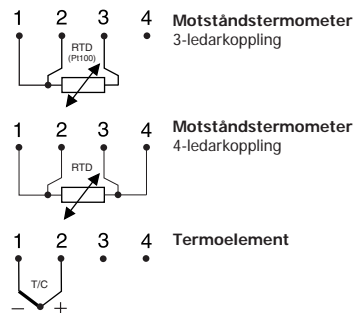 1 2 3 4
Motståndstermometer
3-ledarkoppling
RTD
(Pt100)
1 2 3 4
Motståndstermometer
4-ledarkoppling
RTD
1 2 3 4
Termoelement
T/C
− +